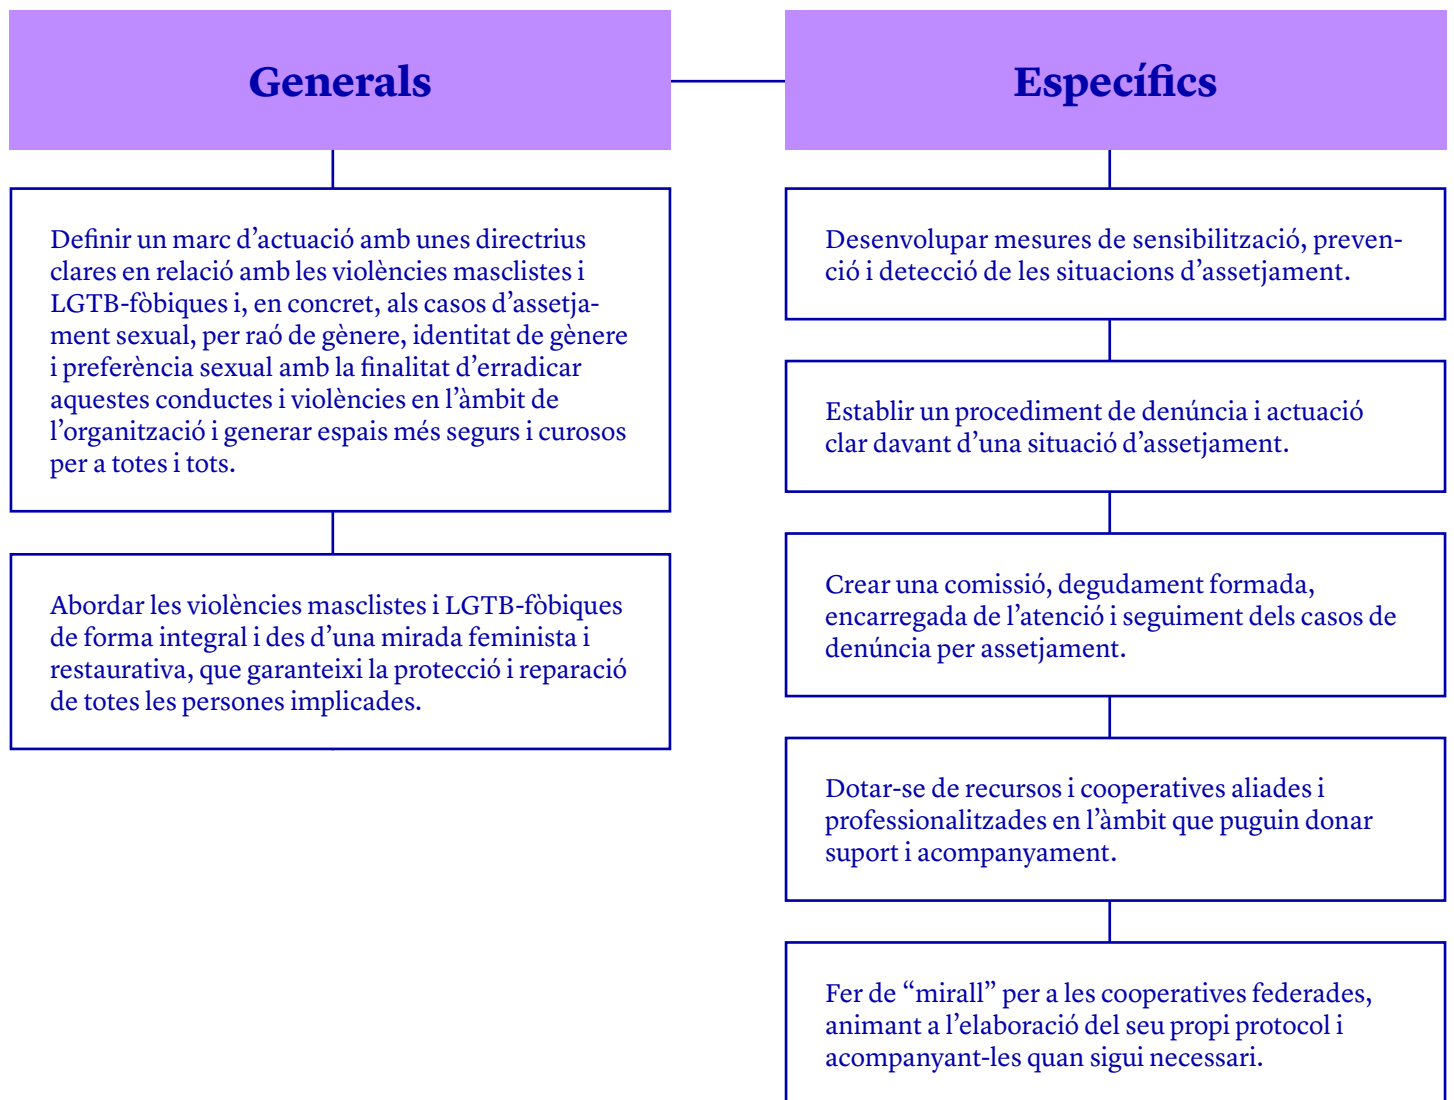 Generals
Definir un marc d’actuació amb unes directrius
clares en relació amb les violències masclistes i
LGTB-fòbiques i, en concret, als casos d’assetja-
ment sexual, per raó de gènere, identitat de gènere
i preferència sexual amb la finalitat d’erradicar
aquestes conductes i violències en l’àmbit de
l’organització i generar espais més segurs i curosos
per a totes i tots.
Abordar les violències masclistes i LGTB-fòbiques
de forma integral i des d’una mirada feminista i
restaurativa, que garanteixi la protecció i reparació
de totes les persones implicades.
Específics
Desenvolupar mesures de sensibilització, preven-
ció i detecció de les situacions d’assetjament.
Establir un procediment de denúncia i actuació
clar davant d’una situació d’assetjament.
Crear una comissió, degudament formada,
encarregada de l’atenció i seguiment dels casos de
denúncia per assetjament.
Dotar-se de recursos i cooperatives aliades i
professionalitzades en l’àmbit que puguin donar
suport i acompanyament.
Fer de “mirall” per a les cooperatives federades,
animant a l’elaboració del seu propi protocol i
acompanyant-les quan sigui necessari.